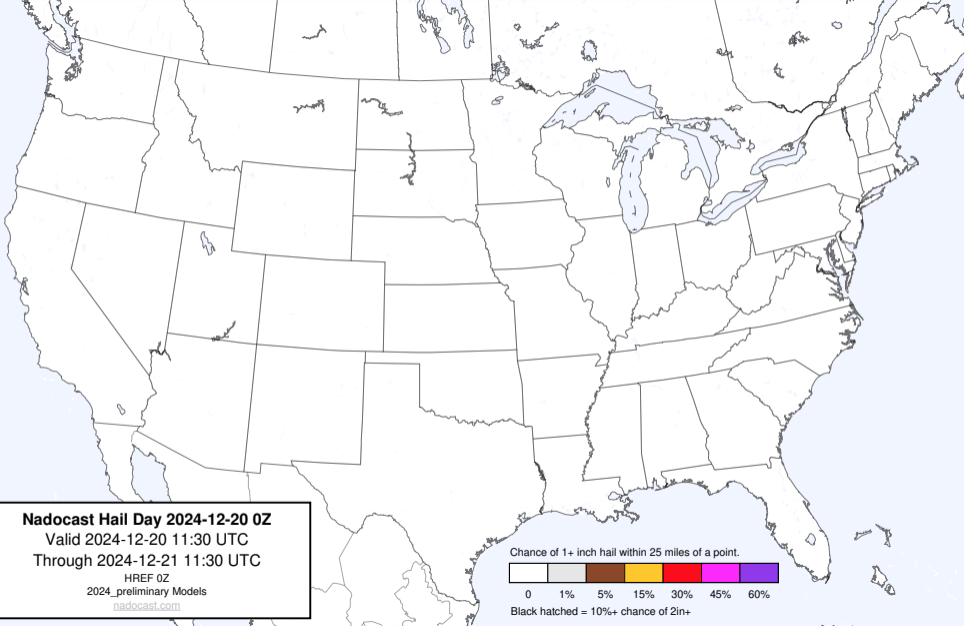 Nadocast Hail Day 2024-12-20 0Z
Valid 2024-12-20 11:30 UTC
Through 2024-12-21 11:30 UTC
HREF 0Z
2024_preliminary Models
nadocast.com
Chance of 1+ inch hail within 25 miles of a point.
0 1% 5% 15% 30% 45% 60%
Black hatched = 10%+ chance of 2in+